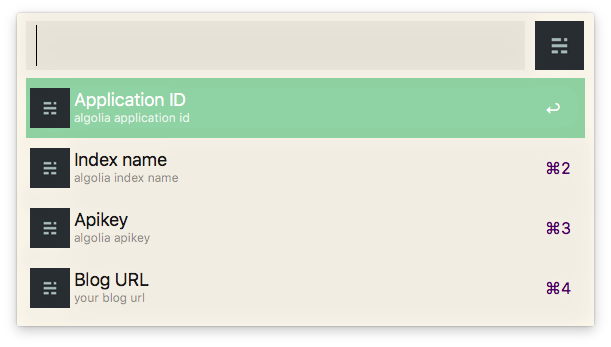 Application ID
algolia application id
↩
Index name
algolia index name
⌘2
Apikey
algolia apikey
⌘3
Blog URL
your blog url
⌘4